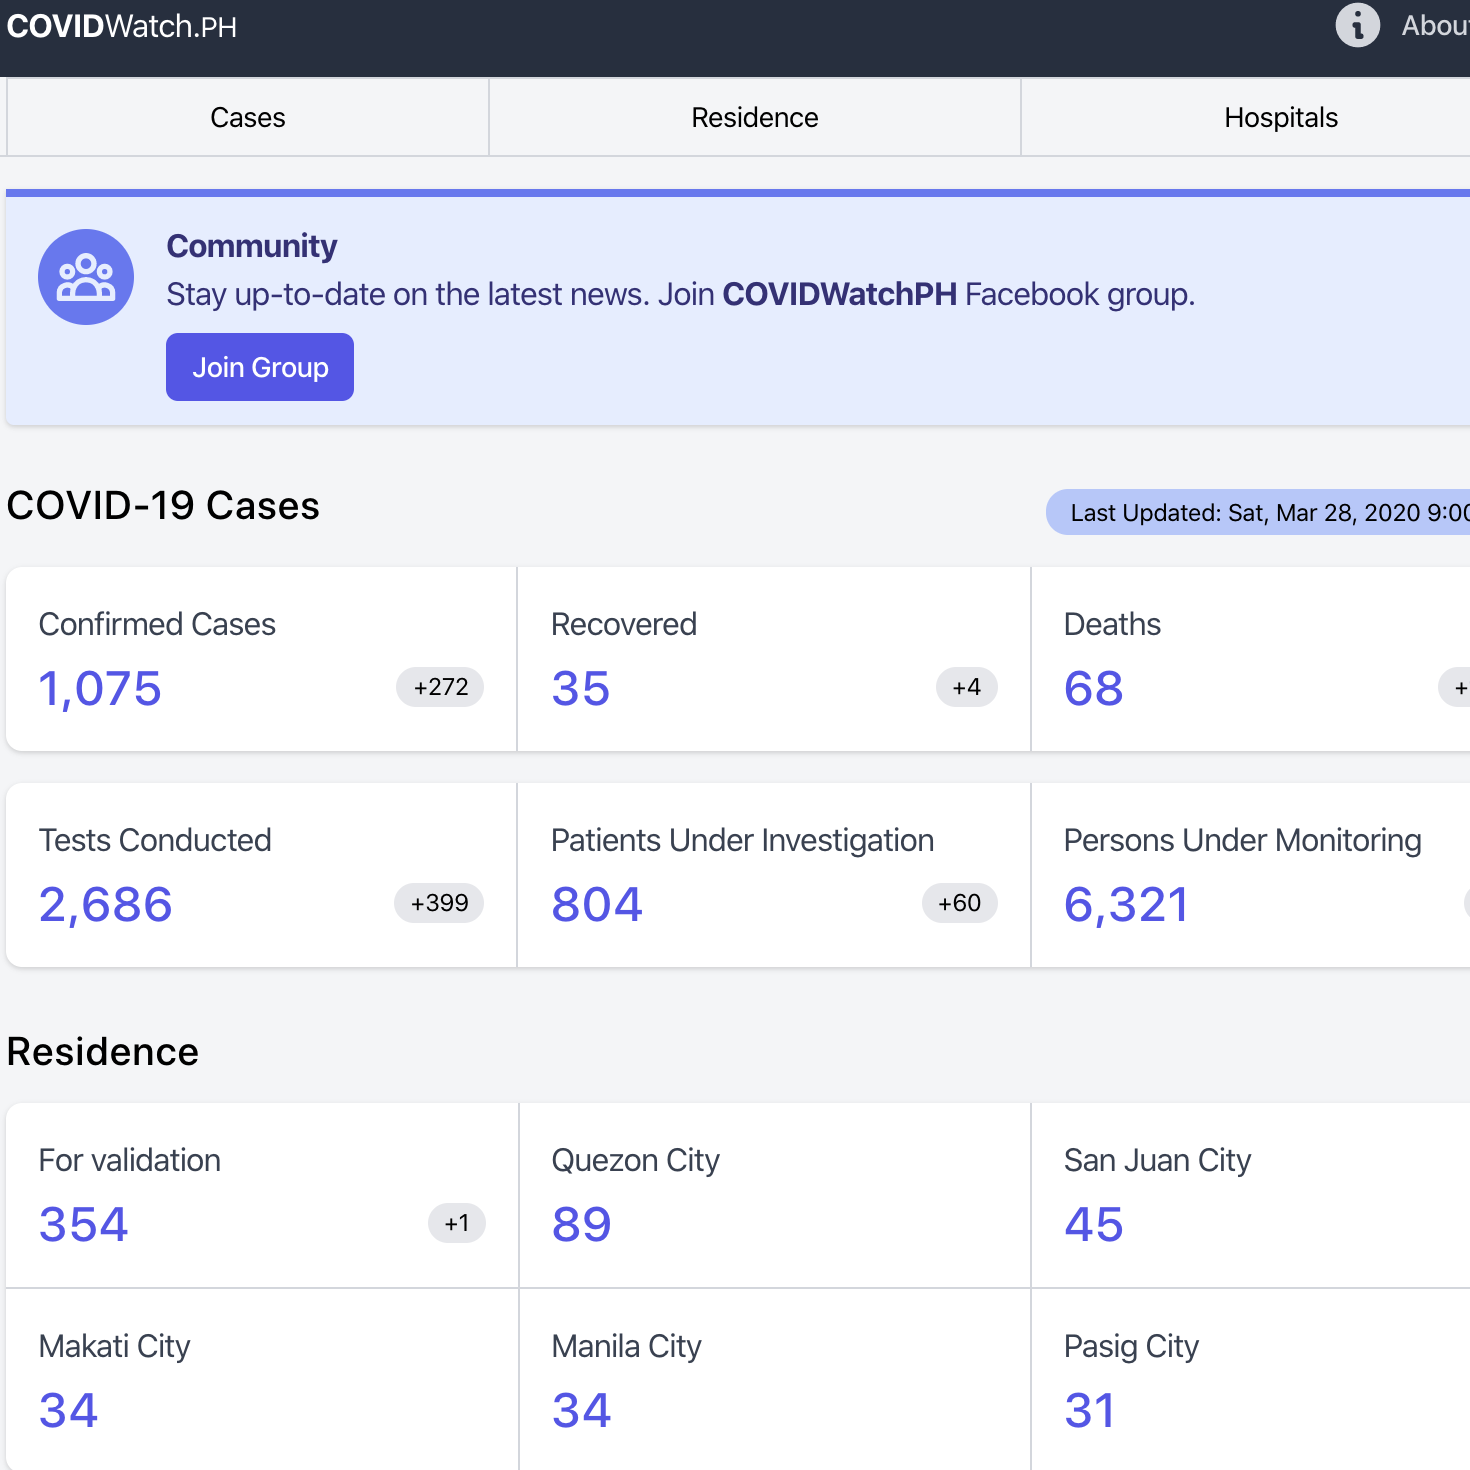 COVIDWatch.PH
Abou
Cases
Residence
Hospitals
Community
Stay up-to-date on the latest news. Join COVIDWatchPH Facebook group.
Join Group
COVID-19 Cases
Last Updated: Sat, Mar 28, 2020 9:00
Confirmed Cases
Recovered
Deaths
1,075
+272
35
+4
68
+
Tests Conducted
Patients Under Investigation
Persons Under Monitoring
2,686
+399
804
+60
6,321
Residence
For validation
Quezon City
San Juan City
354
+1
89
45
Makati City
Manila City
Pasig City
34
34
31